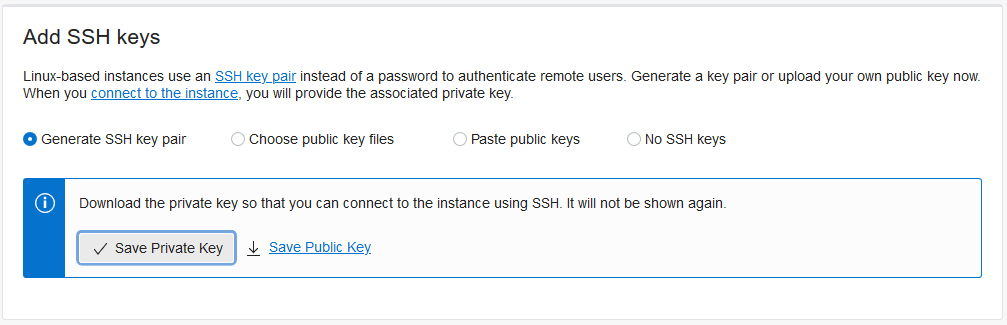 Add SSH keys
Linux-based instances use an SSH key pair instead of a password to authenticate remote users. Generate a key pair or upload your own public key now.
When you connect to the instance, you will provide the associated private key.
Generate SSH key pair Choose public key files Paste public keys No SSH keys
Download the private key so that you can connect to the instance using SSH. It will not be shown again.
Save Private Key Save Public Key